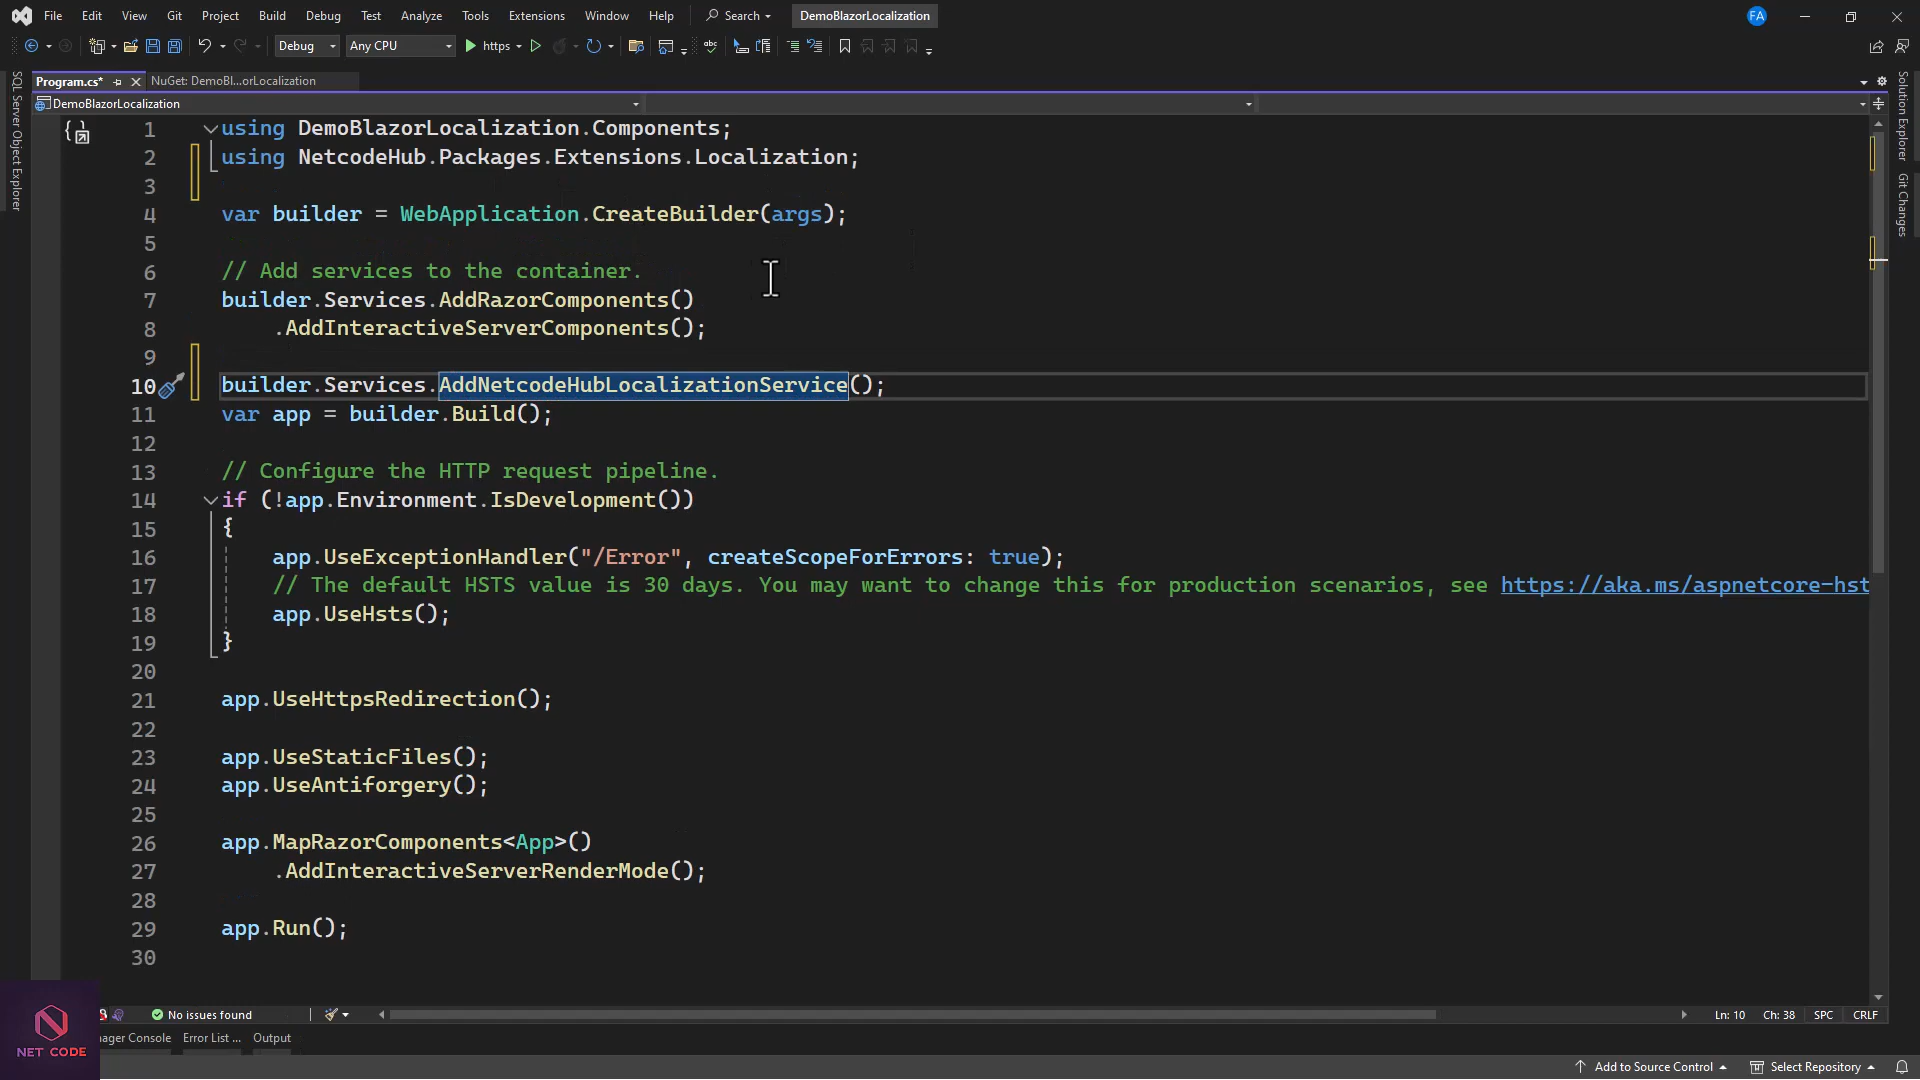 File Edit View Git Project Build Debug Test Analyze Tools Extensions Window Help Search DemoBlazorLocalization FA
Debug Any CPU https
Program.cs* NuGet: DemoBl...orLocalization
DemoBlazorLocalization
SQL Server Object Explorer
Solution Explorer
Git Changes
1 using DemoBlazorLocalization.Components;
2 using NetcodeHub.Packages.Extensions.Localization;
3
4 var builder = WebApplication.CreateBuilder(args);
5
6 // Add services to the container.
7 builder.Services.AddRazorComponents()
8 .AddInteractiveServerComponents();
9
10 builder.Services.AddNetcodeHubLocalizationService();
11 var app = builder.Build();
12
13 // Configure the HTTP request pipeline.
14 if (!app.Environment.IsDevelopment())
15 {
16 app.UseExceptionHandler("/Error", createScopeForErrors: true);
17 // The default HSTS value is 30 days. You may want to change this for production scenarios, see https://aka.ms/aspnetcore-hst
18 app.UseHsts();
19 }
20
21 app.UseHttpsRedirection();
22
23 app.UseStaticFiles();
24 app.UseAntiforgery();
25
26 app.MapRazorComponents<App>()
27 .AddInteractiveServerRenderMode();
28
29 app.Run();
30
No issues found Ln: 10 Ch: 38 SPC CRLF
ager Console Error List ... Output
NET CODE
Add to Source Control Select Repository